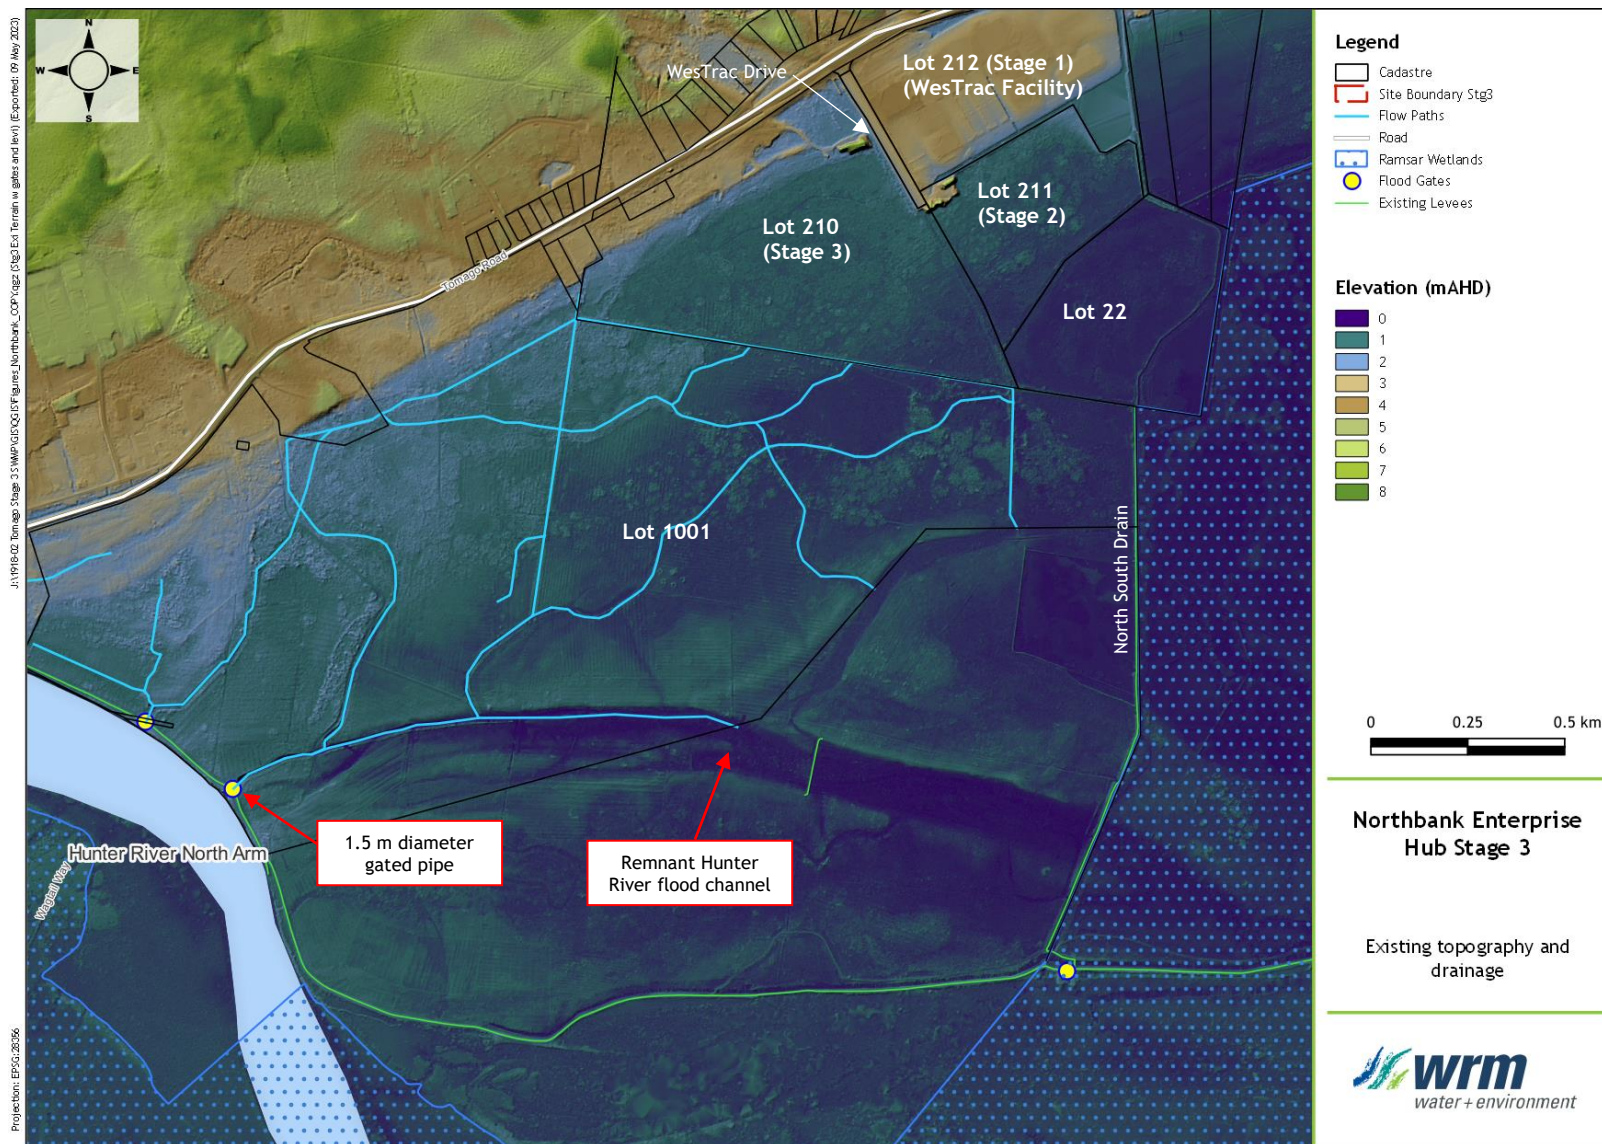 N
W
E
S
WesTrac Drive
Lot 212 (Stage 1)
(WesTrac Facility)
Lot 211
(Stage 2)
Lot 210
(Stage 3)
Lot 22
Tomago Road
Lot 1001
North South Drain
Hunter River North Arm
Wagtail Way
1.5 m diameter
gated pipe
Remnant Hunter
River flood channel
Legend
Cadastre
Site Boundary Stg3
Flow Paths
Road
Ramsar Wetlands
Flood Gates
Existing Levees
Elevation (mAHD)
0
1
2
3
4
5
6
7
8
0 0.25 0.5 km
Northbank Enterprise
Hub Stage 3
Existing topography and
drainage
wrm
water + environment
Projection: EPSG:28356